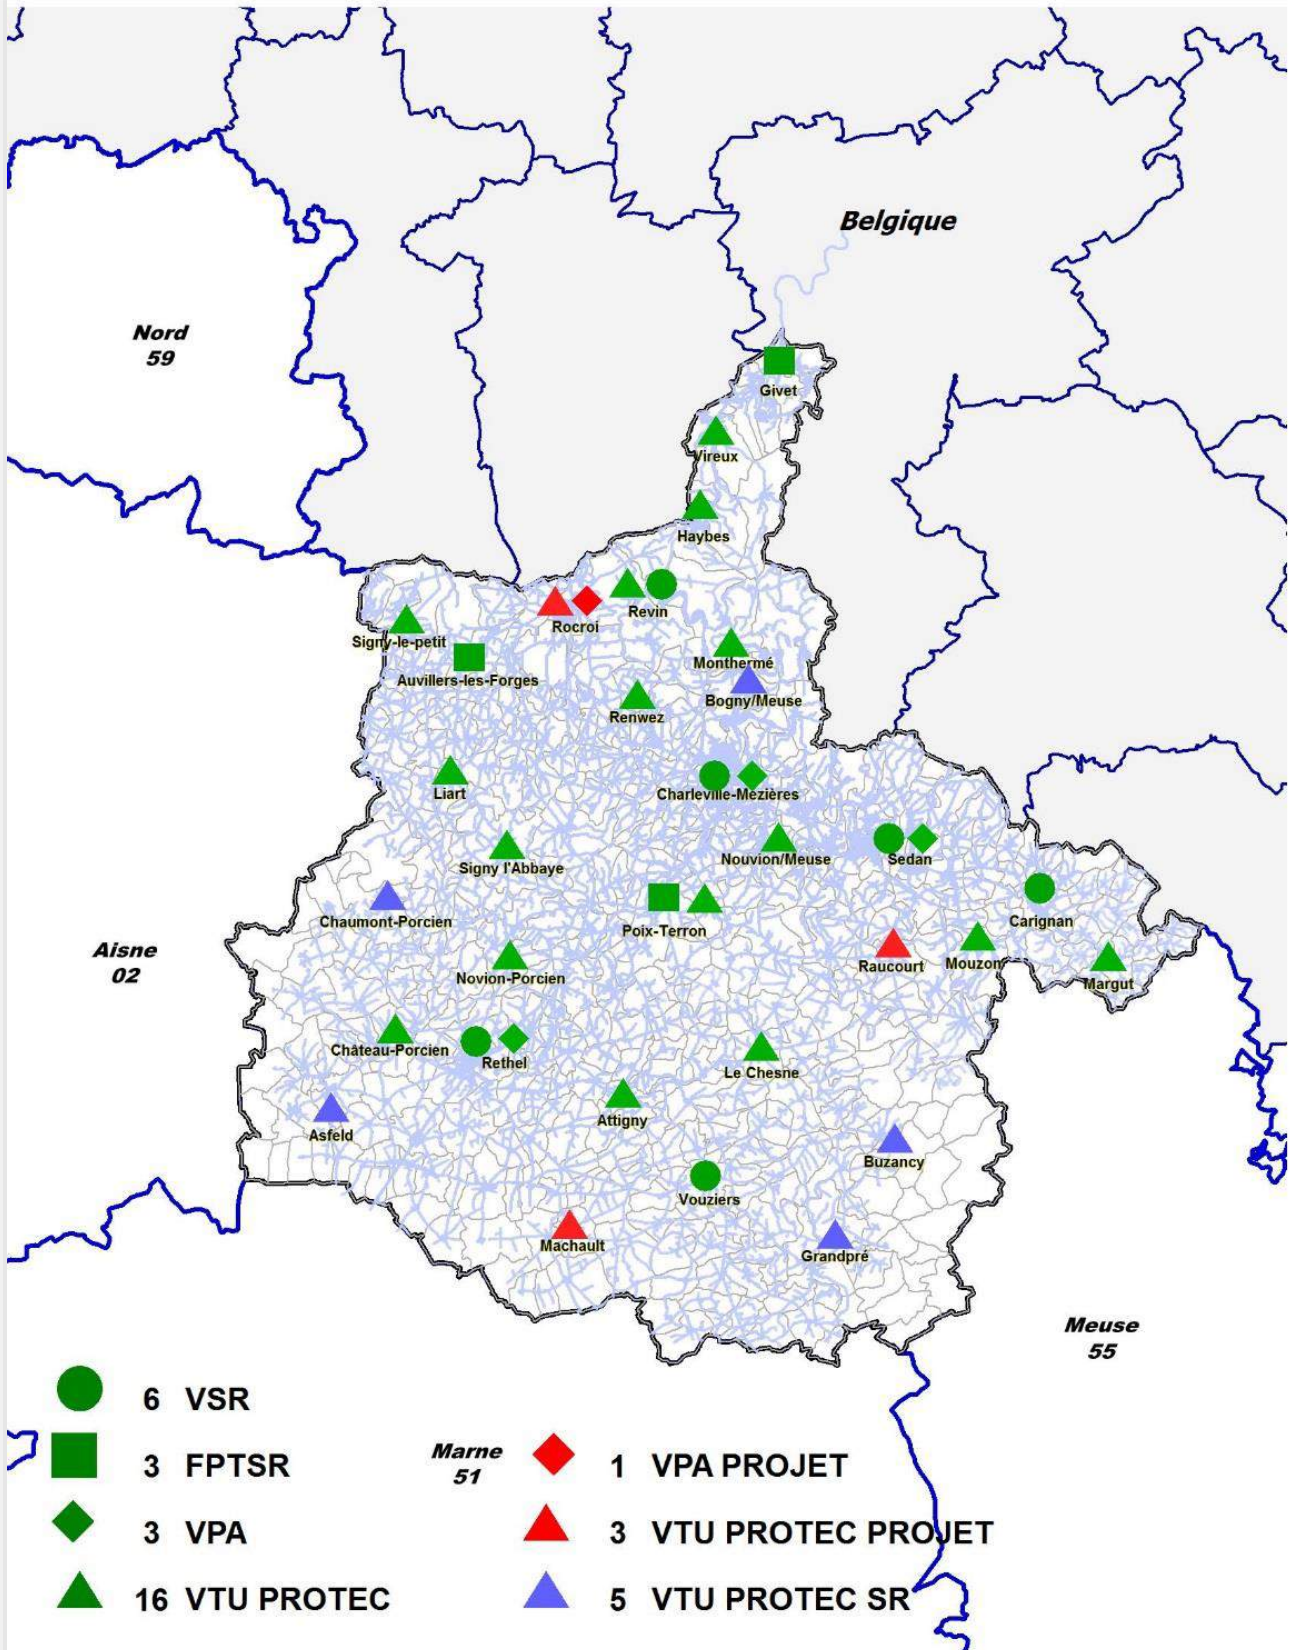 Belgique
Nord
59
Givet
Vireux
Haybes
Revin
Rocroi
Signy-le-petit
Monthermé
Auvillers-les-Forges
Bogny/Meuse
Renwez
Liart
Charleville-Mezières
Signy l'Abbaye
Nouvion/Meuse
Sedan
Chaumont-Porcien
Carignan
Poix-Terron
Aisne
02
Raucourt
Mouzon
Novion-Porcien
Margut
Château-Porcien
Rethel
Le Chesne
Attigny
Asfeld
Buzancy
Vouziers
Machault
Grandpré
Meuse
55
6 VSR
3 FPTSR
3 VPA
16 VTU PROTEC
Marne
51
1 VPA PROJET
3 VTU PROTEC PROJET
5 VTU PROTEC SR